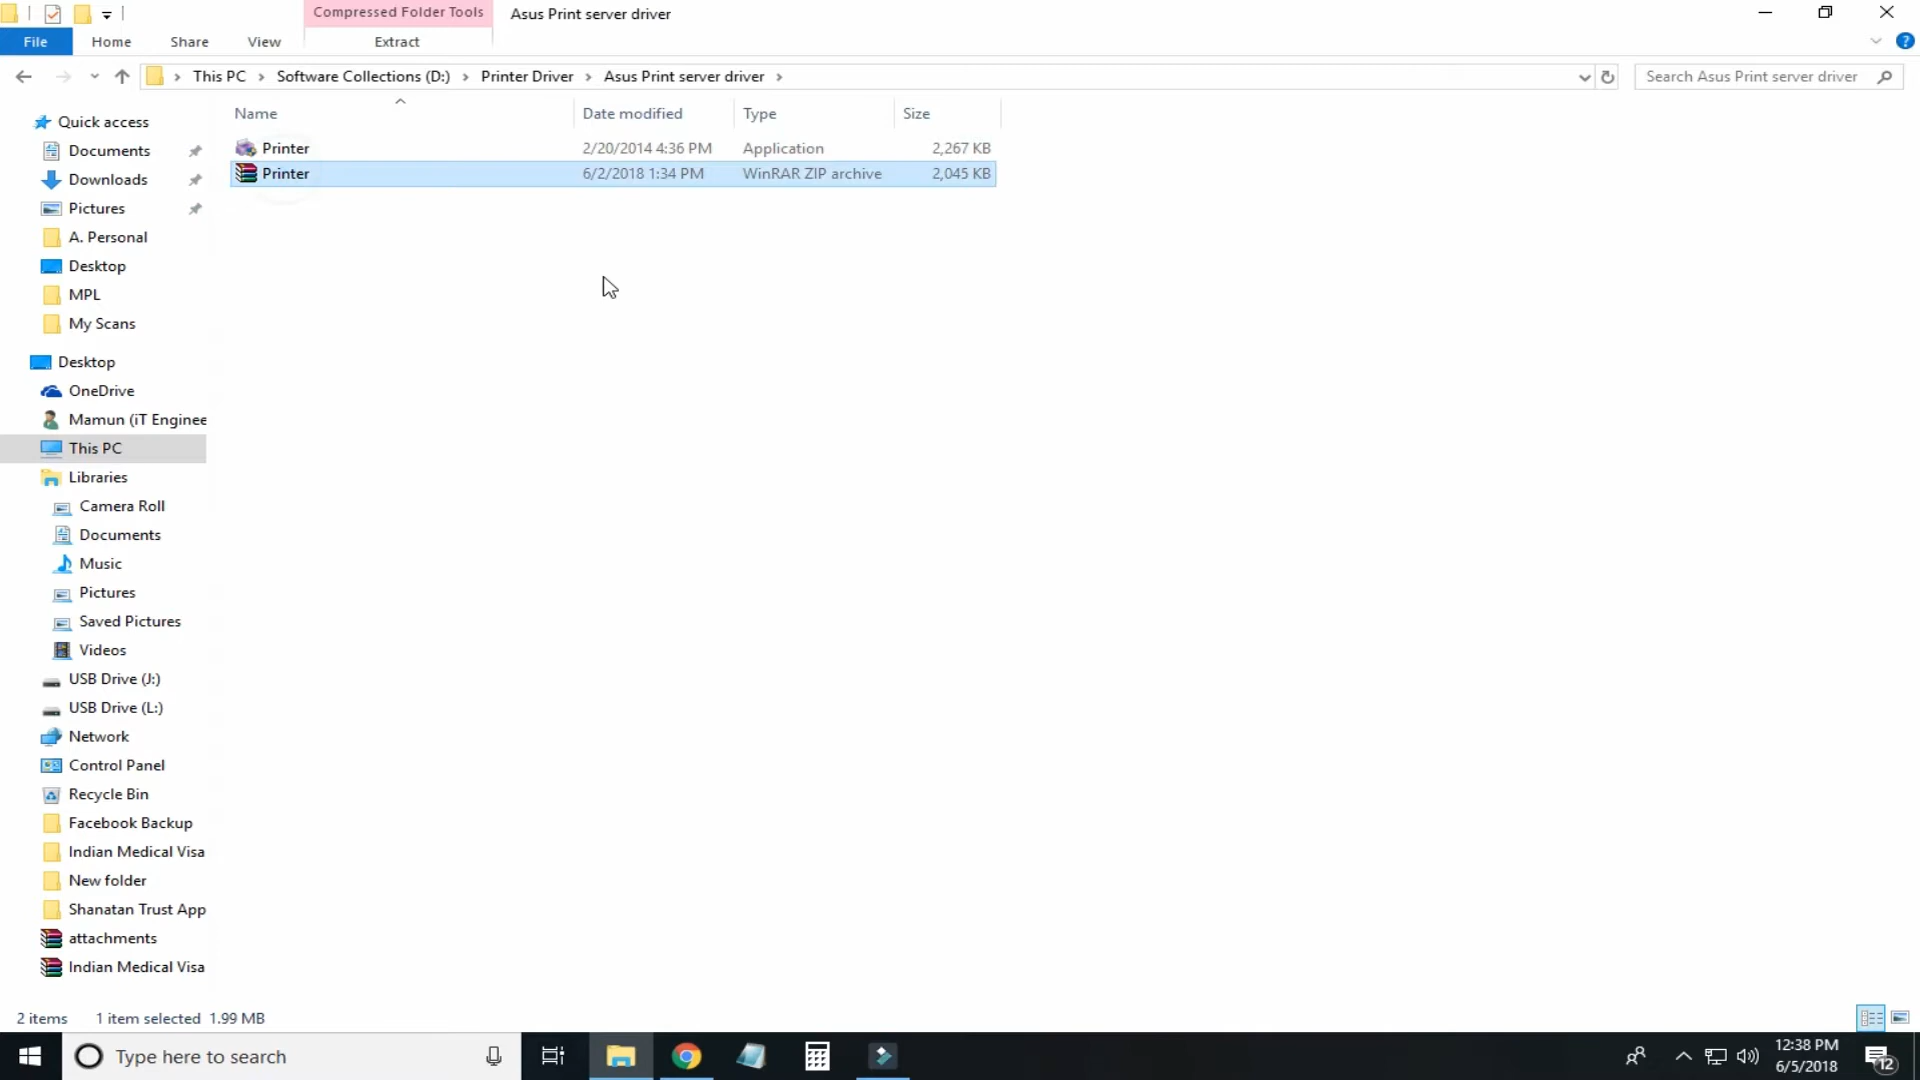 Compressed Folder Tools
Asus Print server driver
File
Home
Share
View
Extract
This PC
Software Collections (D:)
Printer Driver
Asus Print server driver
Search Asus Print server driver
Name
Date modified
Type
Size
Printer
2/20/2014 4:36 PM
Application
2,267 KB
Printer
6/2/2018 1:34 PM
WinRAR ZIP archive
2,045 KB
Quick access
Documents
Downloads
Pictures
A. Personal
Desktop
MPL
My Scans
Desktop
OneDrive
Mamun (iT Enginee
This PC
Libraries
Camera Roll
Documents
Music
Pictures
Saved Pictures
Videos
USB Drive (J:)
USB Drive (L:)
Network
Control Panel
Recycle Bin
Facebook Backup
Indian Medical Visa
New folder
Shanatan Trust App
attachments
Indian Medical Visa
2 items
1 item selected 1.99 MB
Type here to search
12:38 PM
6/5/2018
12